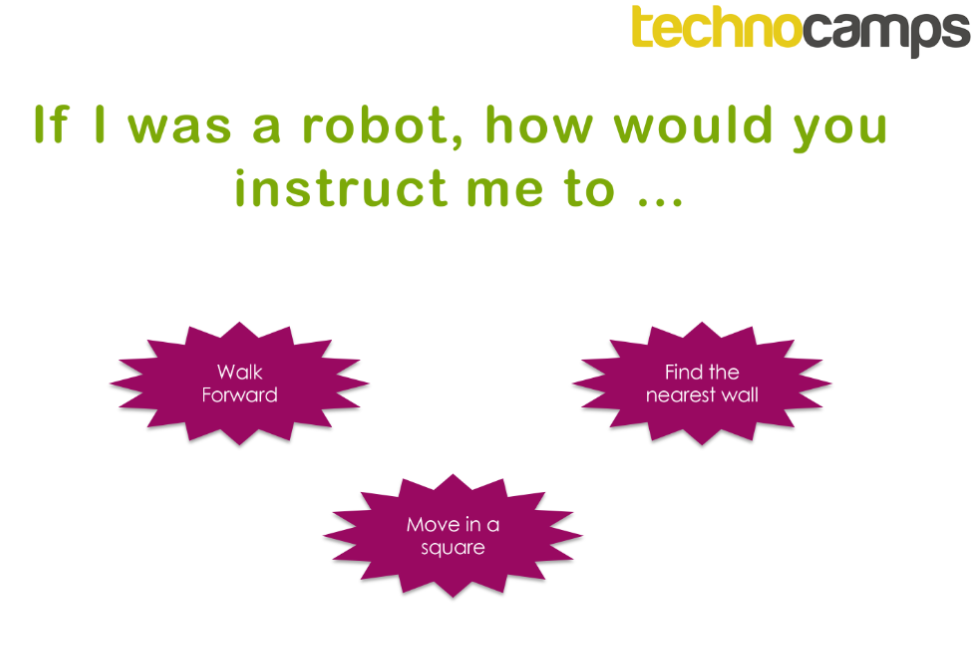 technocamps
If I was a robot, how would you
instruct me to ...
Walk
Forward
Find the
nearest wall
Move in a
square